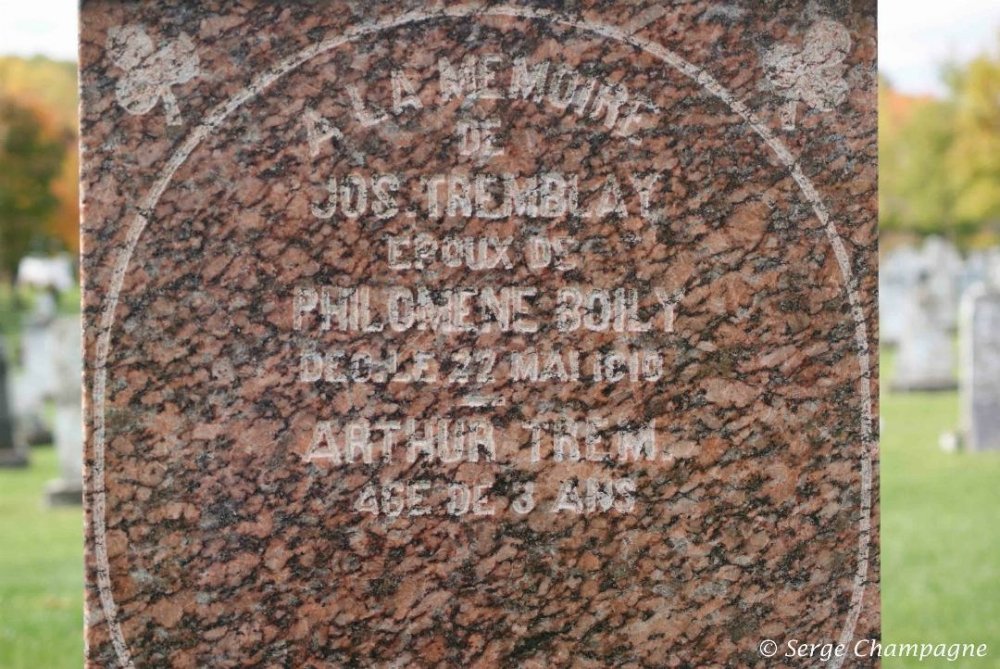 A LA MEMOIRE
DE
JOS. TREMBLAY
EPOUX DE
PHILOMENE BOILY
DEC. LE 22 MAI 1919
ARTHUR TREM.
AGE DE 3 ANS
© Serge Champagne